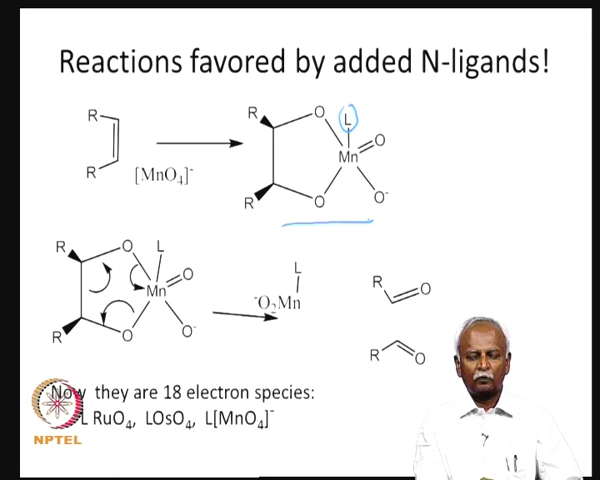 Reactions favored by added N-ligands!
R
R
[MnO₄]⁻
R
O
L
Mn
O
R
O
O⁻
R
O
L
Mn
O
R
O
O⁻
L
⁻O₂Mn
R
O
R
O
Now they are 18 electron species:
L RuO₄, LOsO₄, L[MnO₄]⁻
NPTEL